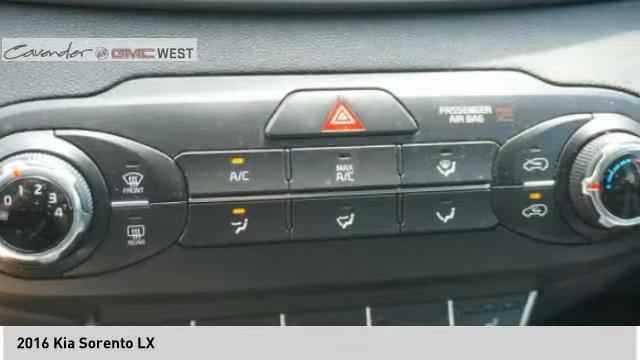 Cavender GMC WEST
PASSENGER
AIR BAG
FRONT
A/C
MAX
A/C
0 1 2 3 4
REAR
2016 Kia Sorento LX